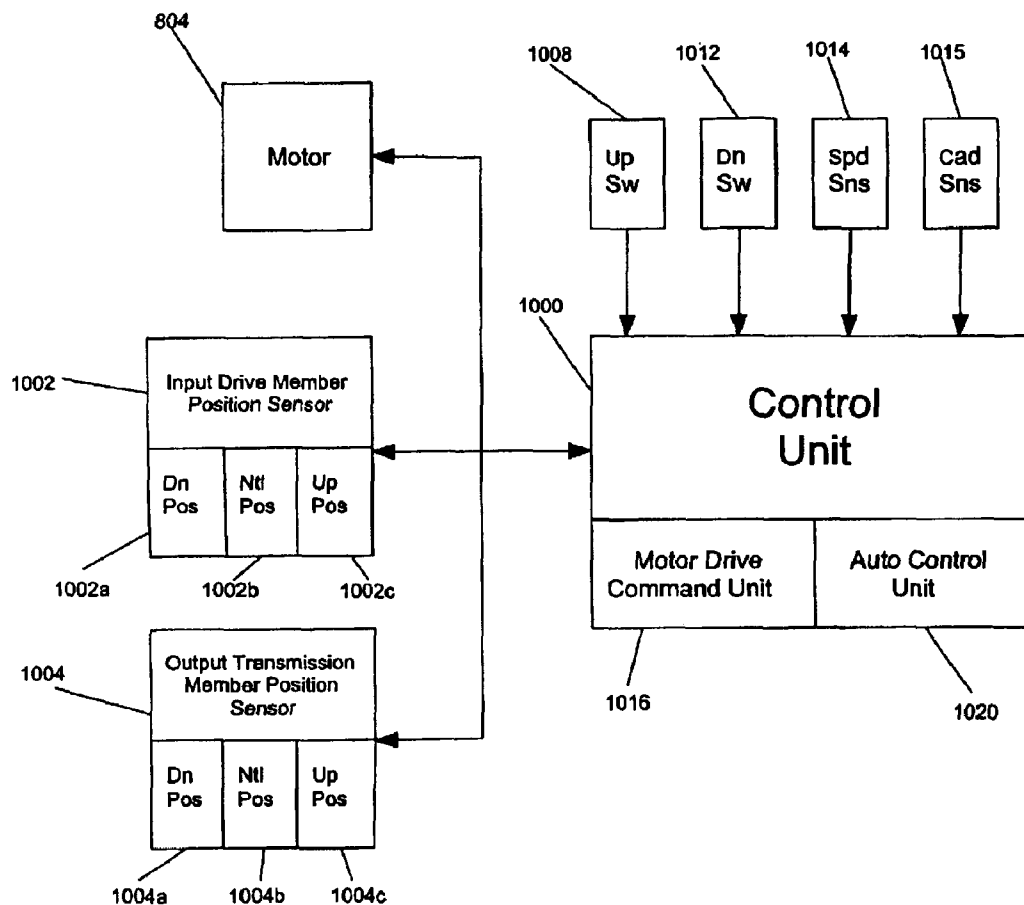 804
1008
1012
1014
1015
Motor
Up
Sw
Dn
Sw
Spd
Sns
Cad
Sns
1000
1002
Input Drive Member
Position Sensor
Dn
Pos
Ntl
Pos
Up
Pos
Control
Unit
Motor Drive
Command Unit
Auto Control
Unit
1002a
1002b
1002c
1004
Output Transmission
Member Position
Sensor
Dn
Pos
Ntl
Pos
Up
Pos
1016
1020
1004a
1004b
1004c